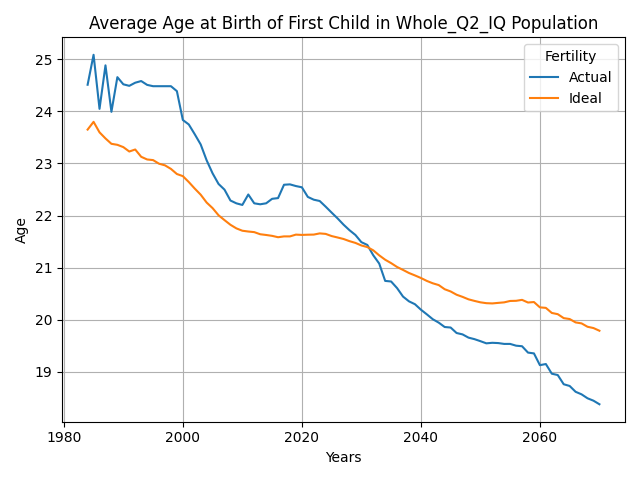 Average Age at Birth of First Child in Whole_Q2_IQ Population
Fertility
Actual
Ideal
25
24
23
22
21
20
19
Age
1980
2000
2020
2040
2060
Years